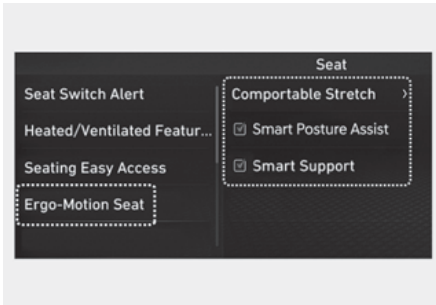 Seat
Seat Switch Alert
Heated/Ventilated Featur...
Seating Easy Access
Ergo-Motion Seat
Comportable Stretch >
Smart Posture Assist
Smart Support